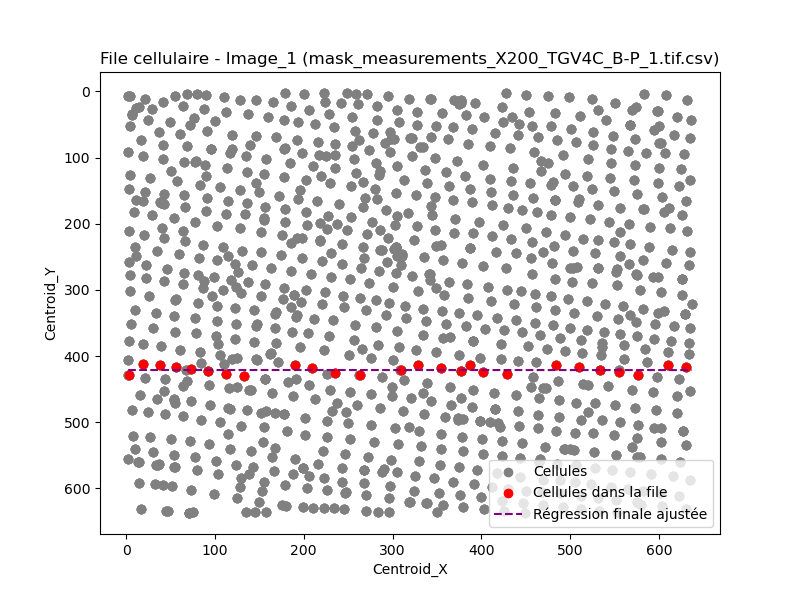 File cellulaire - Image_1 (mask_measurements_X200_TGV4C_B-P_1.tif.csv)
0
100
200
300
400
500
600
Centroid_Y
Cellules
Cellules dans la file
Régression finale ajustée
0 100 200 300 400 500 600
Centroid_X